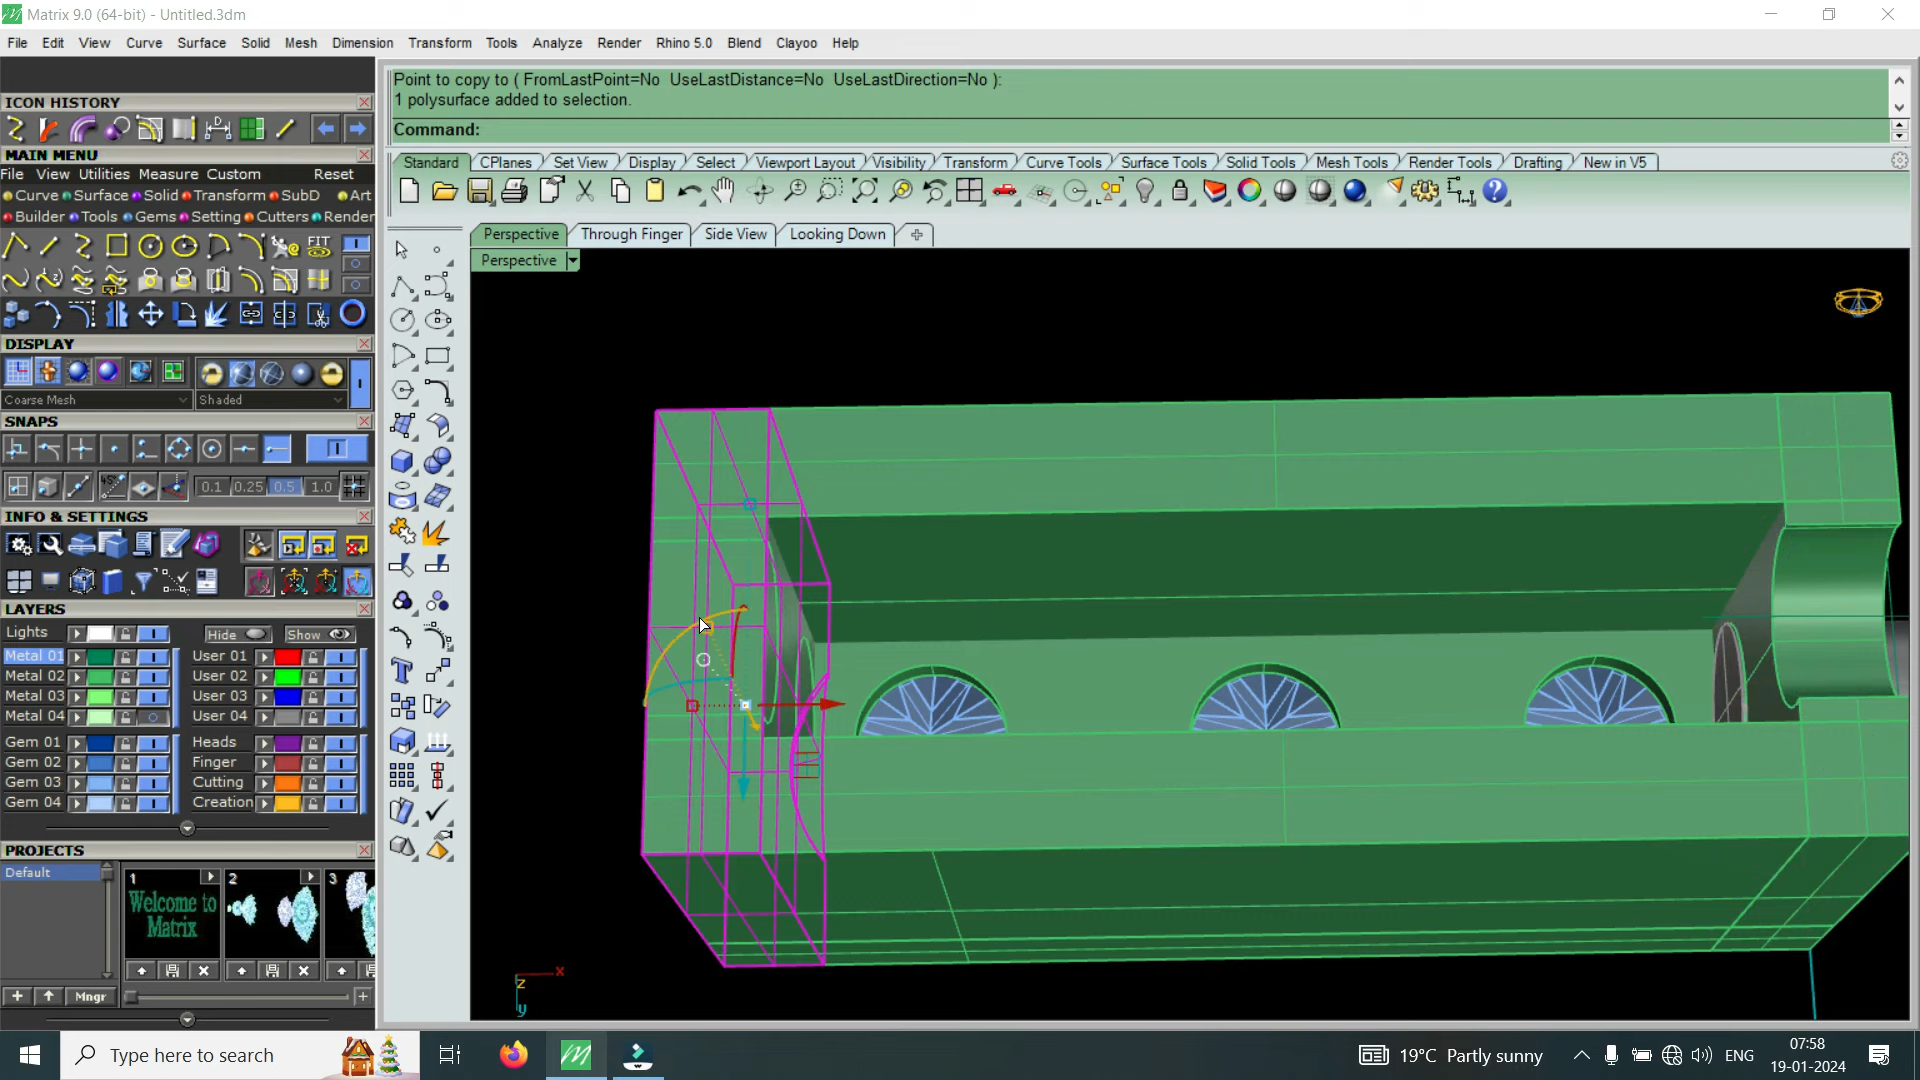 Matrix 9.0 (64-bit) - Untitled.3dm
File Edit View Curve Surface Solid Mesh Dimension Transform Tools Analyze Render Rhino 5.0 Blend Clayoo Help
Point to copy to ( FromLastPoint=No UseLastDistance=No UseLastDirection=No ):
1 polysurface added to selection.
Command:
ICON HISTORY
MAIN MENU
File View Utilities Measure Custom Reset
Curve Surface Solid Transform SubD Art
Builder Tools Gems Setting Cutters Render
FIT
DISPLAY
Coarse Mesh Shaded
SNAPS
45°
0.1 0.25 0.5 1.0
INFO & SETTINGS
LAYERS
Lights Hide Show
Metal 01 User 01
Metal 02 User 02
Metal 03 User 03
Metal 04 User 04
Gem 01 Heads
Gem 02 Finger
Gem 03 Cutting
Gem 04 Creation
PROJECTS
Default
1 2 3
Welcome to Matrix
Mngr
Standard CPlanes Set View Display Select Viewport Layout Visibility Transform Curve Tools Surface Tools Solid Tools Mesh Tools Render Tools Drafting New in V5
Perspective Through Finger Side View Looking Down
Perspective
x
z
y
Type here to search
19°C Partly sunny
ENG
07:58
19-01-2024